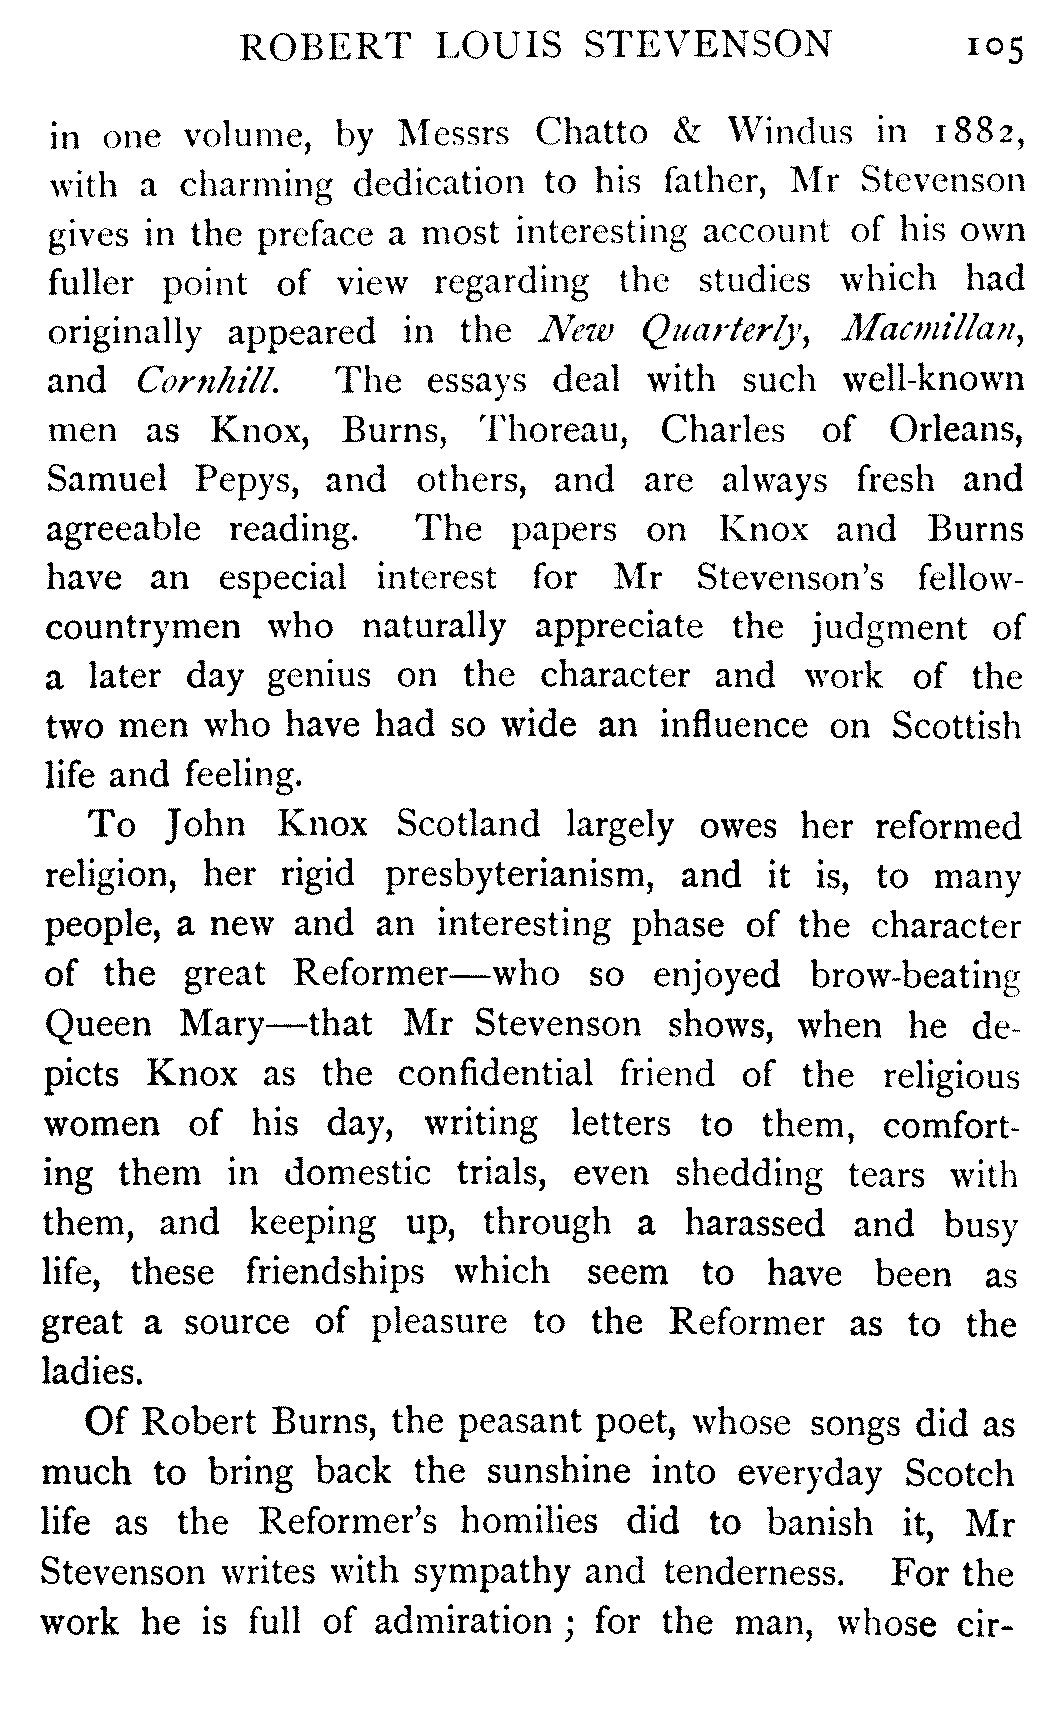 ROBERT LOUIS STEVENSON 105
in one volume, by Messrs Chatto & Windus in 1882,
with a charming dedication to his father, Mr Stevenson
gives in the preface a most interesting account of his own
fuller point of view regarding the studies which had
originally appeared in the New Quarterly, Macmillan,
and Cornhill. The essays deal with such well-known
men as Knox, Burns, Thoreau, Charles of Orleans,
Samuel Pepys, and others, and are always fresh and
agreeable reading. The papers on Knox and Burns
have an especial interest for Mr Stevenson's fellow-
countrymen who naturally appreciate the judgment of
a later day genius on the character and work of the
two men who have had so wide an influence on Scottish
life and feeling.
To John Knox Scotland largely owes her reformed
religion, her rigid presbyterianism, and it is, to many
people, a new and an interesting phase of the character
of the great Reformer—who so enjoyed brow-beating
Queen Mary—that Mr Stevenson shows, when he de-
picts Knox as the confidential friend of the religious
women of his day, writing letters to them, comfort-
ing them in domestic trials, even shedding tears with
them, and keeping up, through a harassed and busy
life, these friendships which seem to have been as
great a source of pleasure to the Reformer as to the
ladies.
Of Robert Burns, the peasant poet, whose songs did as
much to bring back the sunshine into everyday Scotch
life as the Reformer's homilies did to banish it, Mr
Stevenson writes with sympathy and tenderness. For the
work he is full of admiration ; for the man, whose cir-